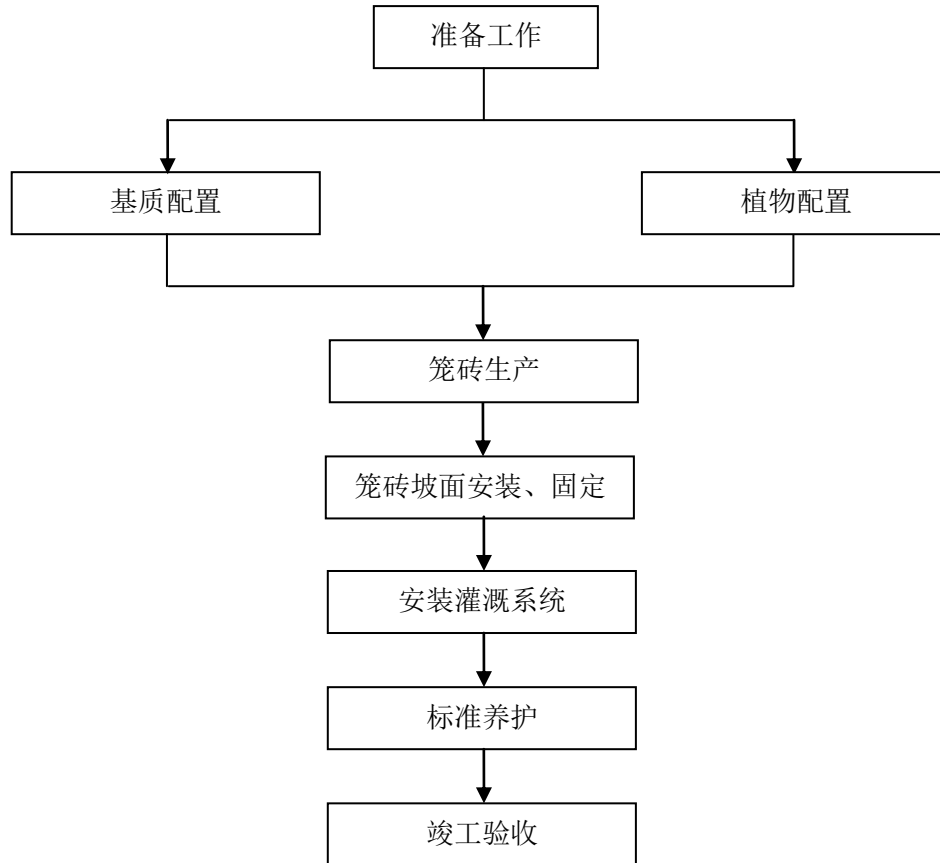 准备工作
基质配置
植物配置
笼砖生产
笼砖坡面安装、固定
安装灌溉系统
标准养护
竣工验收